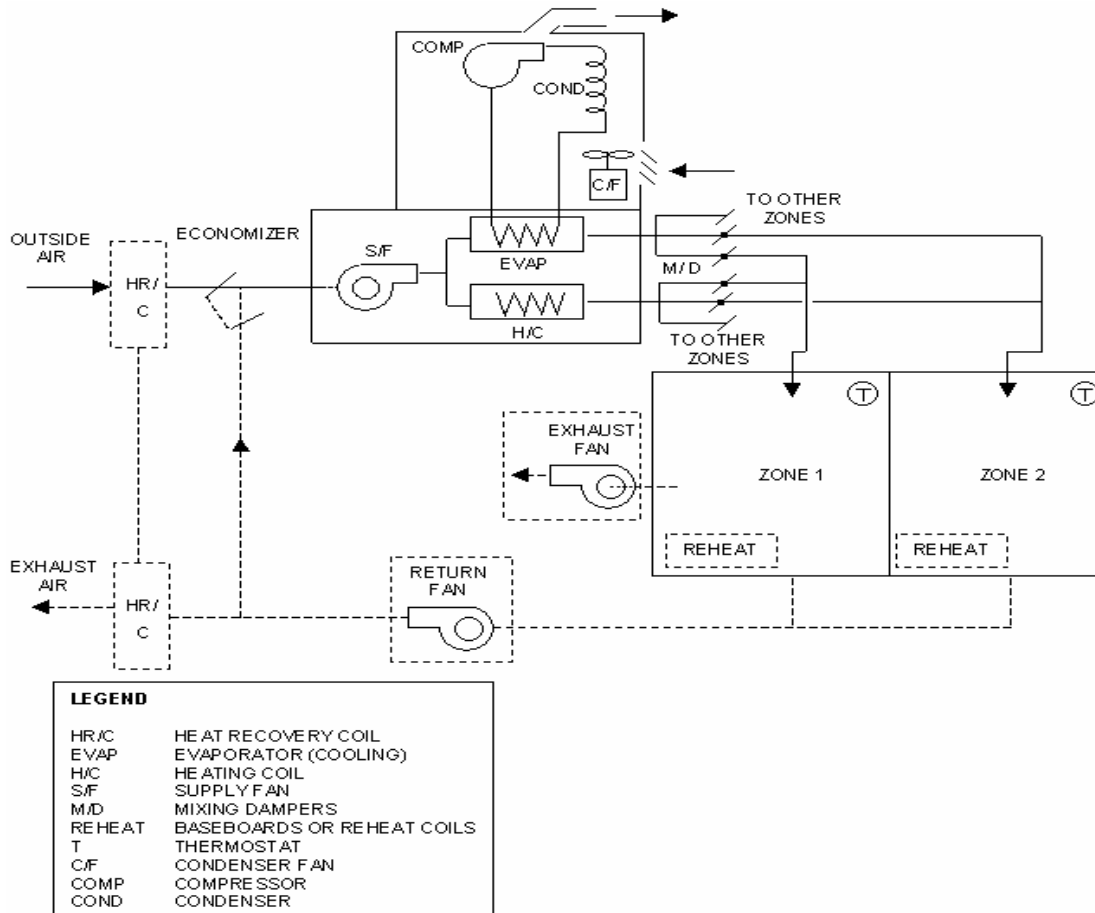 COMP
COND
C/F
TO OTHER
ZONES
OUTSIDE
AIR
ECONOMIZER
HR/
C
S/F
EVAP
M/D
H/C
TO OTHER
ZONES
T
T
EXHAUST
FAN
ZONE 1
ZONE 2
REHEAT
REHEAT
EXHAUST
AIR
HR/
C
RETURN
FAN
LEGEND
HR/C HEAT RECOVERY COIL
EVAP EVAPORATOR (COOLING)
H/C HEATING COIL
S/F SUPPLY FAN
M/D MIXING DAMPERS
REHEAT BASEBOARDS OR REHEAT COILS
T THERMOSTAT
C/F CONDENSER FAN
COMP COMPRESSOR
COND CONDENSER